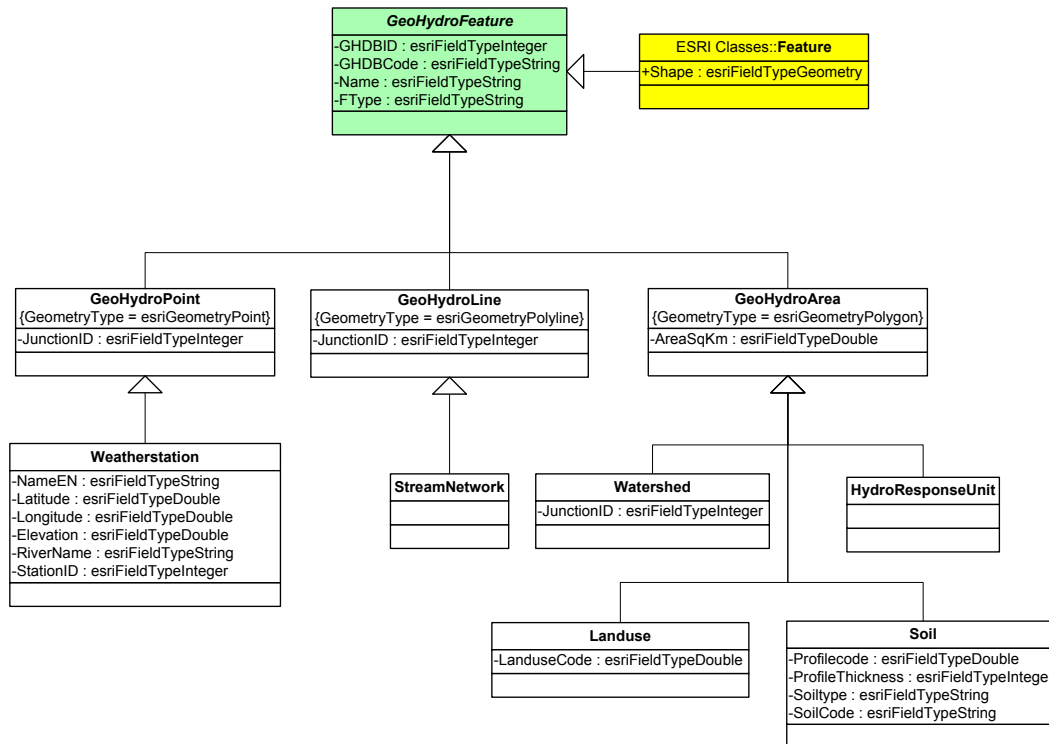 GeoHydroFeature
-GHDBID : esriFieldTypeInteger
-GHDBCode : esriFieldTypeString
-Name : esriFieldTypeString
-FType : esriFieldTypeString
ESRI Classes::Feature
+Shape : esriFieldTypeGeometry
GeoHydroPoint
{GeometryType = esriGeometryPoint}
-JunctionID : esriFieldTypeInteger
GeoHydroLine
{GeometryType = esriGeometryPolyline}
-JunctionID : esriFieldTypeInteger
GeoHydroArea
{GeometryType = esriGeometryPolygon}
-AreaSqKm : esriFieldTypeDouble
Weatherstation
-NameEN : esriFieldTypeString
-Latitude : esriFieldTypeDouble
-Longitude : esriFieldTypeDouble
-Elevation : esriFieldTypeDouble
-RiverName : esriFieldTypeString
-StationID : esriFieldTypeInteger
StreamNetwork
Watershed
-JunctionID : esriFieldTypeInteger
HydroResponseUnit
Landuse
-LanduseCode : esriFieldTypeDouble
Soil
-Profilecode : esriFieldTypeDouble
-ProfileThickness : esriFieldTypeIntege
-Soiltype : esriFieldTypeString
-SoilCode : esriFieldTypeString